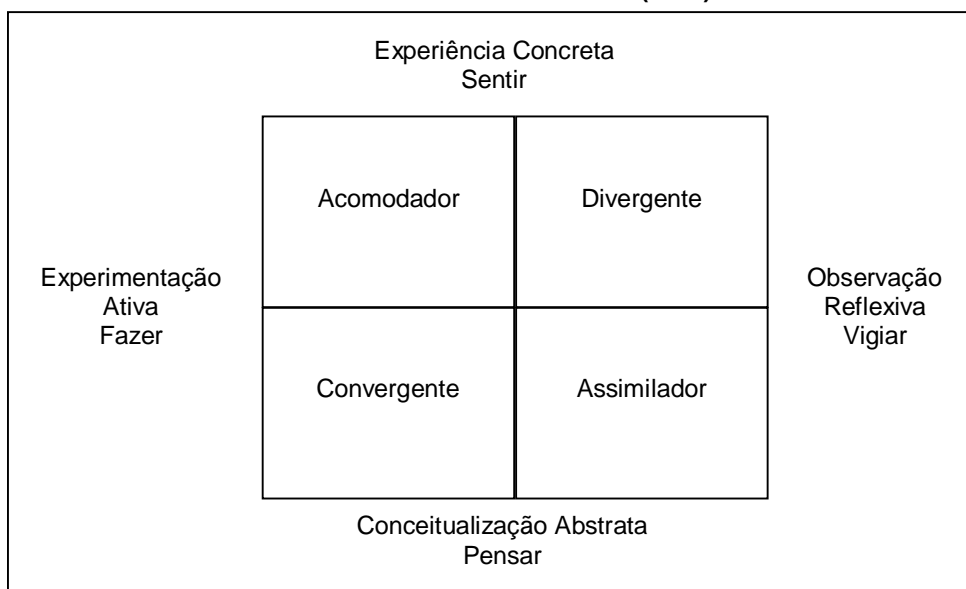 Experiência Concreta
Sentir
Acomodador
Divergente
Experimentação
Ativa
Fazer
Observação
Reflexiva
Vigiar
Convergente
Assimilador
Conceitualização Abstrata
Pensar